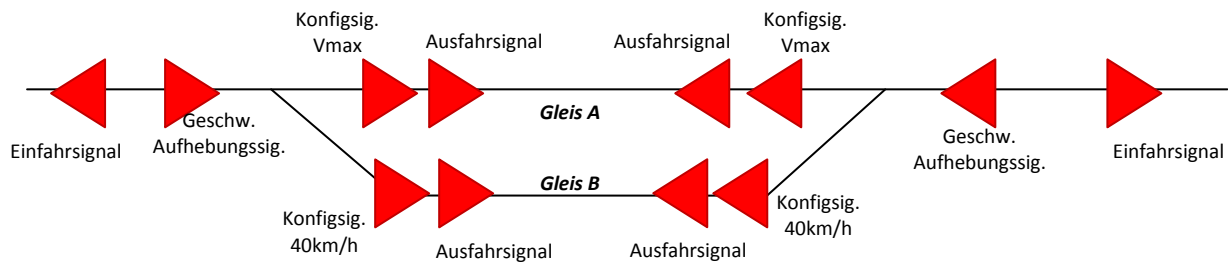 Konfigsig.
Vmax
Ausfahrsignal
Ausfahrsignal
Konfigsig.
Vmax
Gleis A
Geschw.
Aufhebungssig.
Einfahrsignal
Geschw.
Aufhebungssig.
Einfahrsignal
Gleis B
Konfigsig.
40km/h
Ausfahrsignal
Ausfahrsignal
Konfigsig.
40km/h